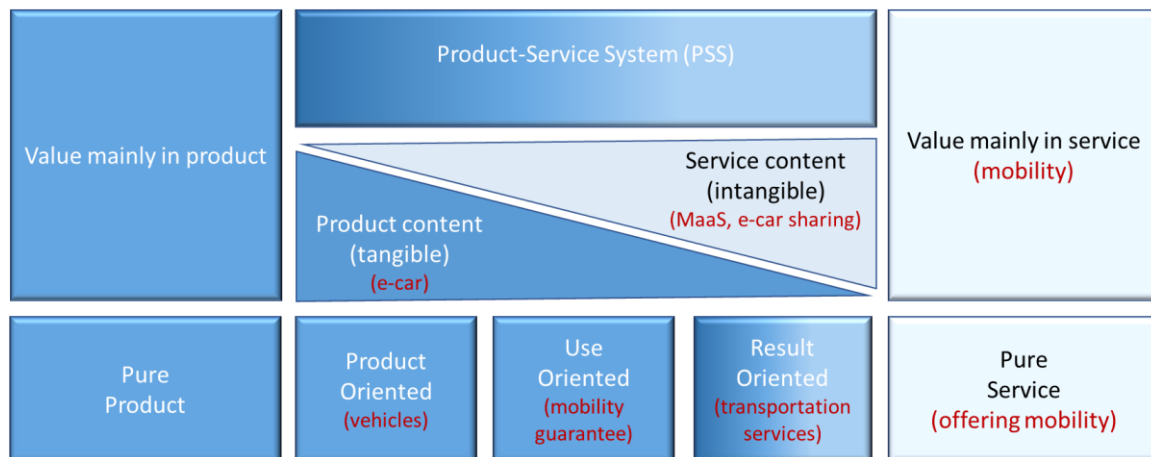 Product-Service System (PSS)
Value mainly in product
Value mainly in service
(mobility)
Service content
(intangible)
(MaaS, e-car sharing)
Product content
(tangible)
(e-car)
Pure
Product
Product
Oriented
(vehicles)
Use
Oriented
(mobility
guarantee)
Result
Oriented
(transportation
services)
Pure
Service
(offering mobility)